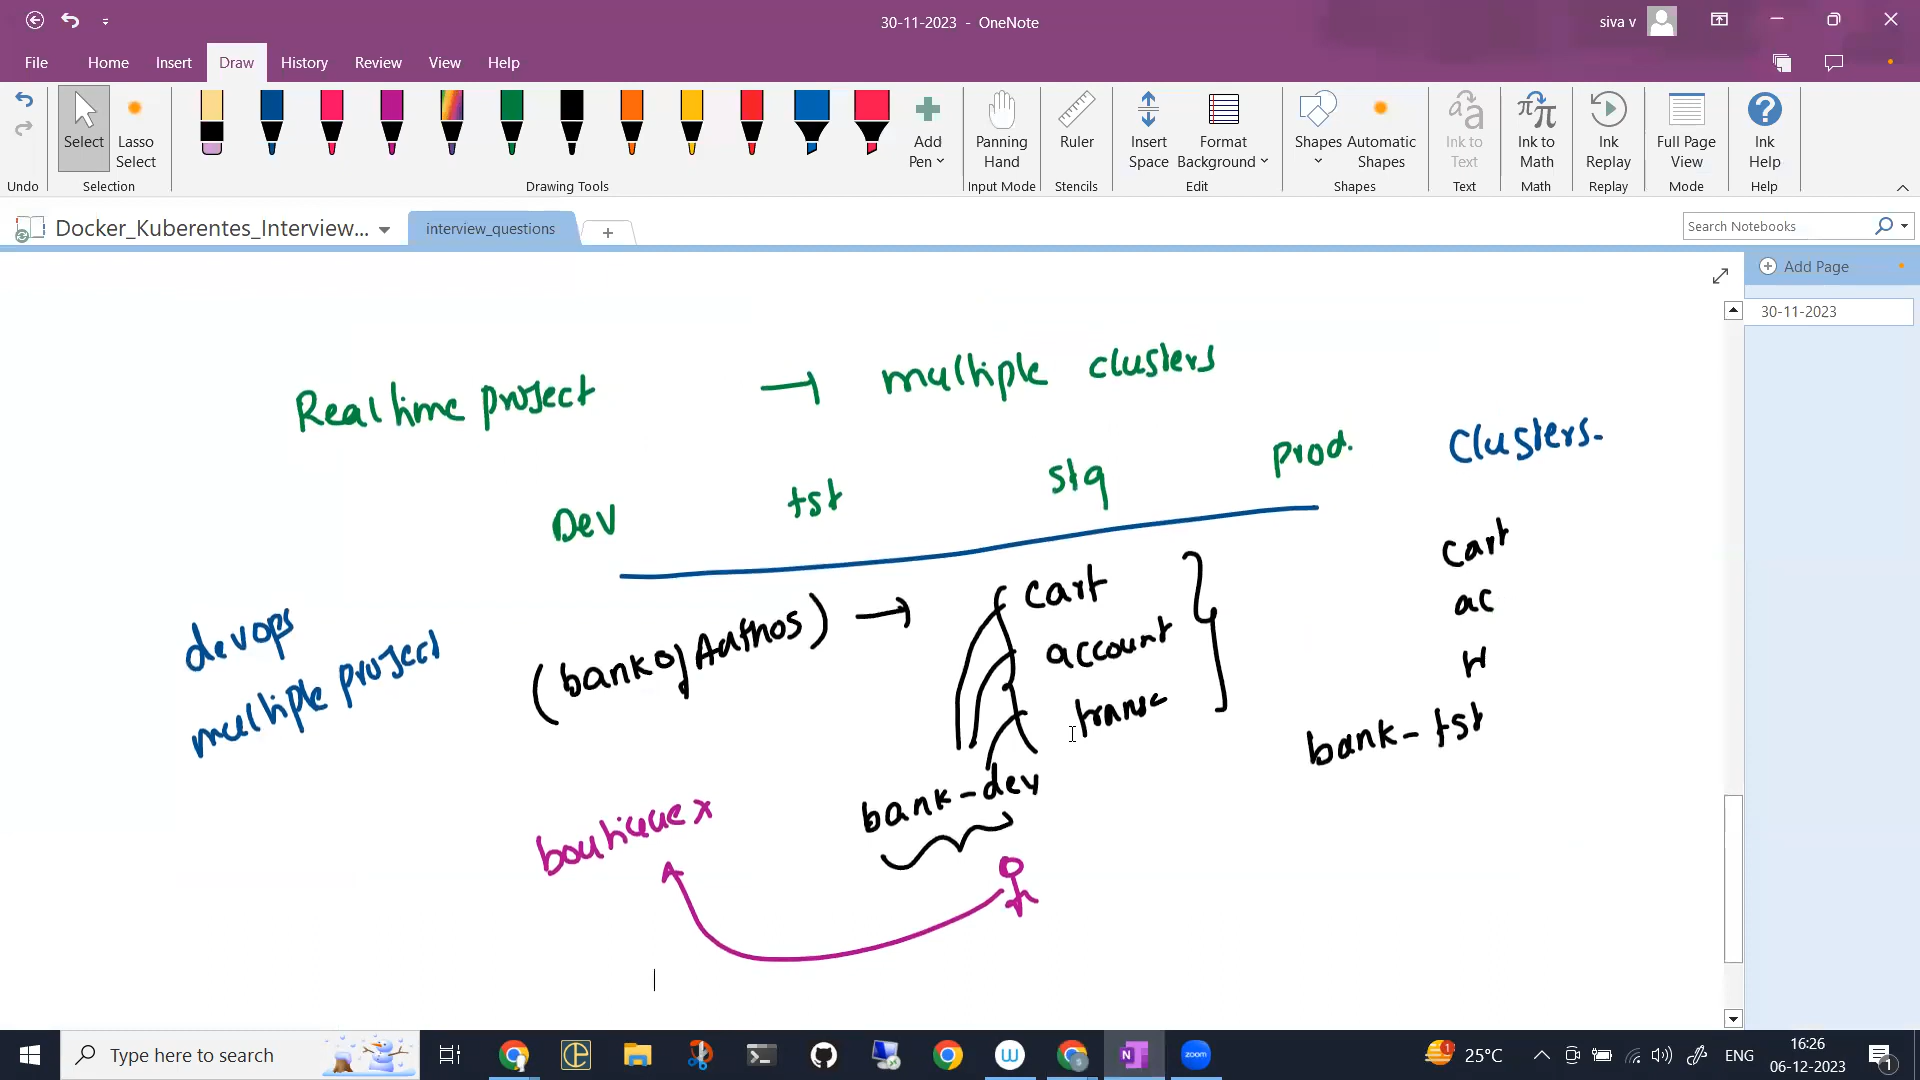 30-11-2023 - OneNote
siva v
File Home Insert Draw History Review View Help
Select
Lasso Select
Add Pen
Panning Hand
Ruler
Insert Space
Format Background
Shapes
Automatic Shapes
Ink to Text
Ink to Math
Ink Replay
Full Page View
Ink Help
Undo Selection Drawing Tools Input Mode Stencils Edit Shapes Text Math Replay Mode Help
Docker_Kuberentes_Interview...
interview_questions
+
Search Notebooks
Add Page
30-11-2023
Realtime project → multiple clusters
Dev tst stg prod. Clusters.
devops
multiple project
(bankofAnthos) → cart
account
transc
cart
ac
bank-dev
bank-tst
boutique x
Type here to search
25°C
ENG
16:26
06-12-2023
1